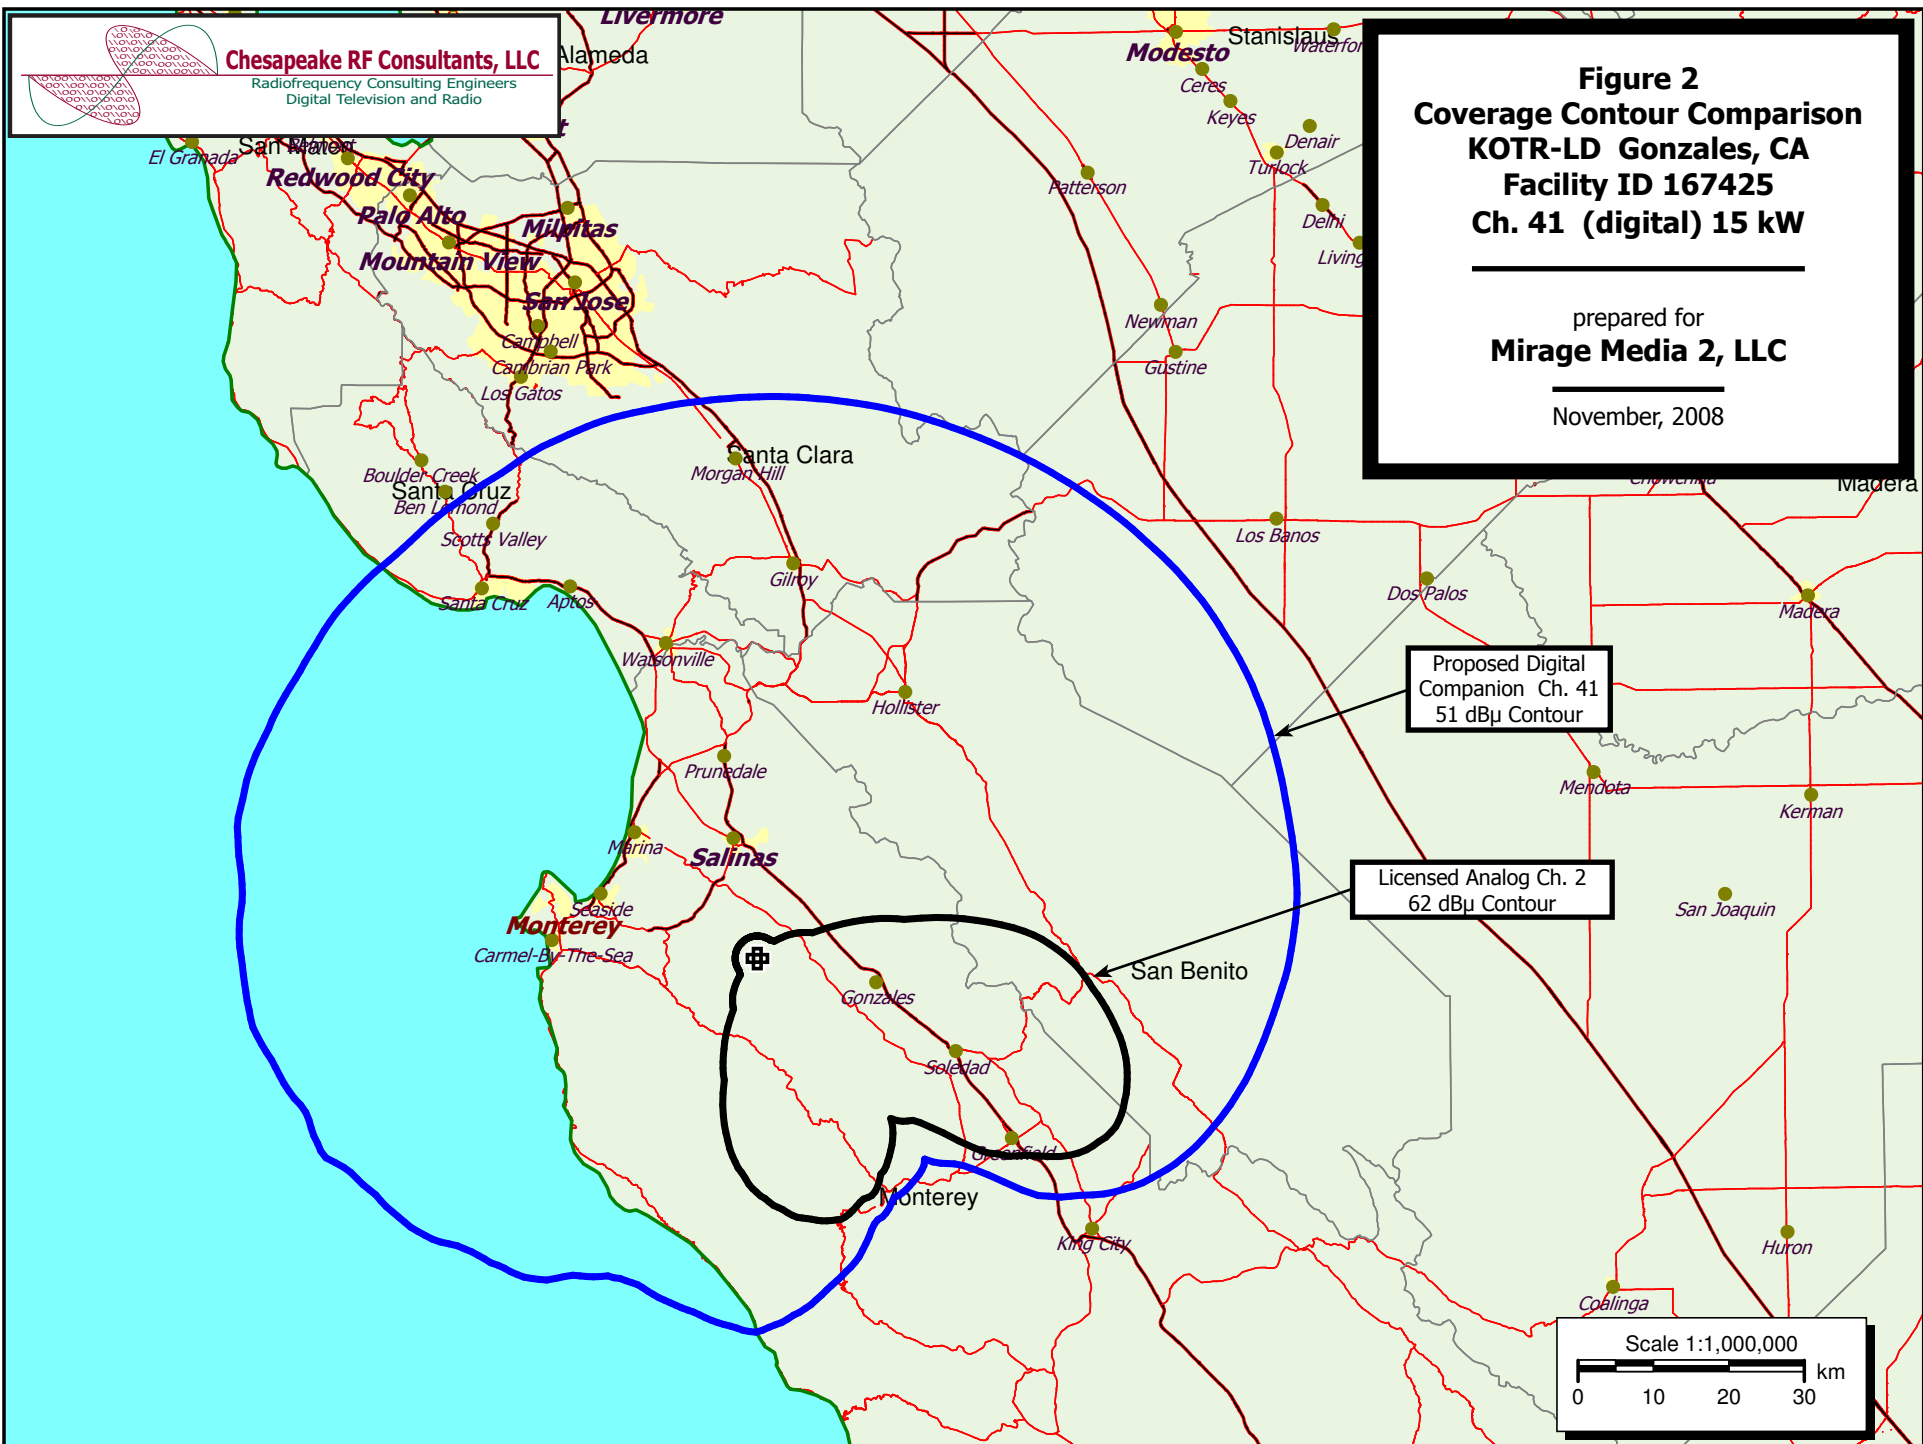 Chesapeake RF Consultants, LLC
Radiofrequency Consulting Engineers
Digital Television and Radio
Figure 2
Coverage Contour Comparison
KOTR-LD Gonzales, CA
Facility ID 167425
Ch. 41 (digital) 15 kW
prepared for
Mirage Media 2, LLC
November, 2008
Livermore
Alameda
Modesto
Stanislaus
Ceres
Keyes
Denair
Turlock
Patterson
Delhi
El Granada
San Mateo
Redwood City
Palo Alto
Milpitas
Mountain View
San Jose
Newman
Campbell
Cambrian Park
Gustine
Los Gatos
Santa Clara
Morgan Hill
Boulder Creek
Santa Cruz
Ben Lomond
Madera
Scotts Valley
Los Banos
Gilroy
Dos Palos
Santa Cruz
Aptos
Madera
Watsonville
Proposed Digital
Companion Ch. 41
51 dBµ Contour
Hollister
Prunedale
Mendota
Kerman
Marina
Salinas
Licensed Analog Ch. 2
62 dBµ Contour
Seaside
San Joaquin
Monterey
Carmel-By-The-Sea
San Benito
Gonzales
Soledad
Greenfield
Monterey
King City
Huron
Coalinga
Scale 1:1,000,000
km
0 10 20 30